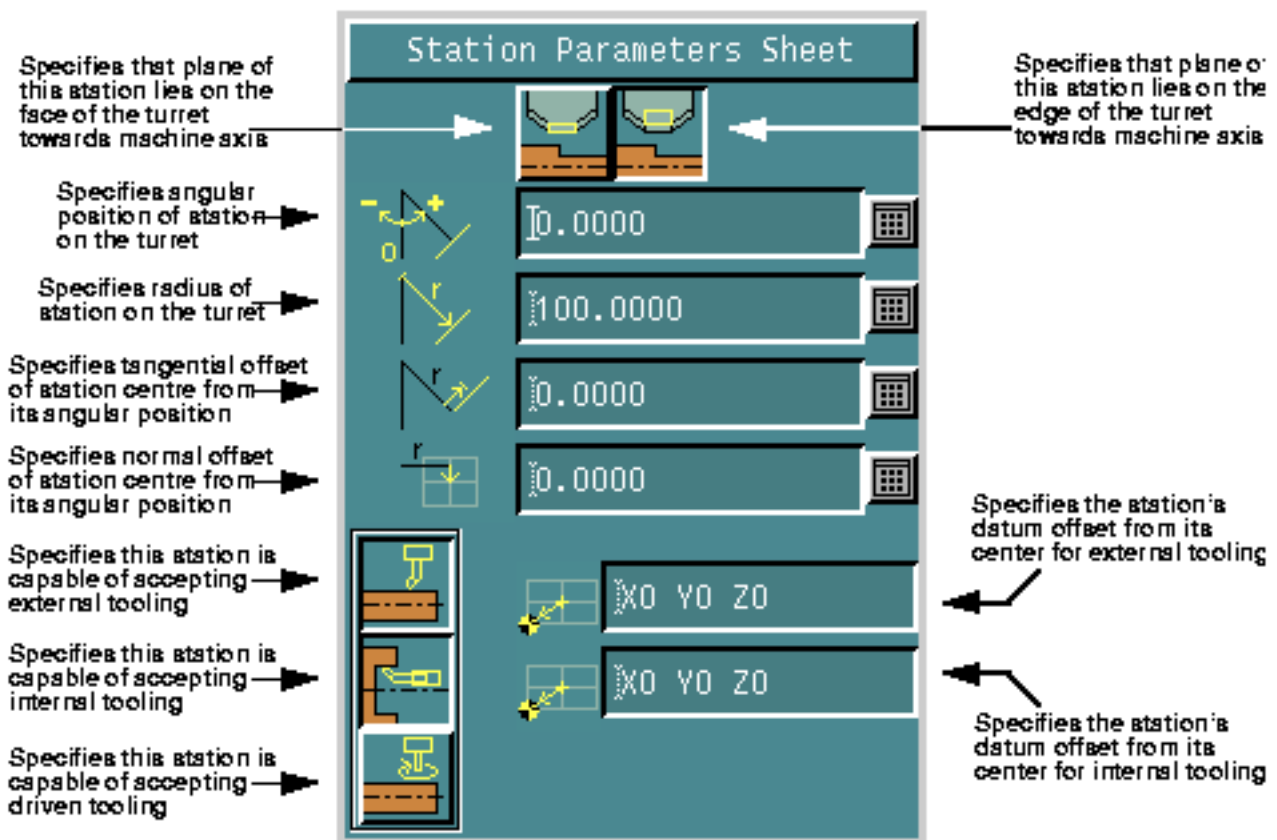 Station Parameters Sheet
Specifies that plane of
this station lies on the
face of the turret
towards machine axis
Specifies that plane o
this station lies on the
edge of the turret
towards machine axis
Specifies angular
position of station
on the turret
- +
0
0.0000
Specifies radius of
station on the turret
r
100.0000
Specifies tangential offset
of station centre from
its angular position
r
0.0000
Specifies normal offset
of station centre from
its angular position
r
0.0000
Specifies this station is
capable of accepting
external tooling
X0 Y0 Z0
Specifies the station's
datum offset from its
center for external tooling
Specifies this station is
capable of accepting
internal tooling
X0 Y0 Z0
Specifies the station's
datum offset from its
center for internal tooling
Specifies this station is
capable of accepting
driven tooling